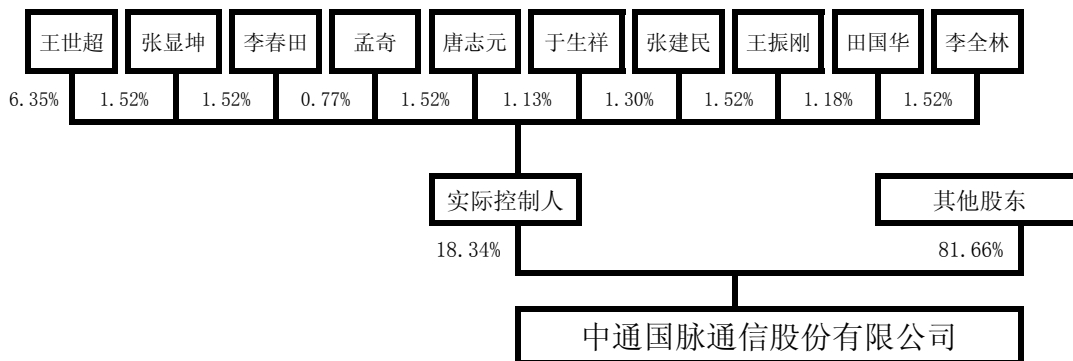 王世超 张显坤 李春田 孟奇 唐志元 于生祥 张建民 王振刚 田国华 李全林
6.35% 1.52% 1.52% 0.77% 1.52% 1.13% 1.30% 1.52% 1.18% 1.52%
实际控制人 其他股东
18.34% 81.66%
中通国脉通信股份有限公司